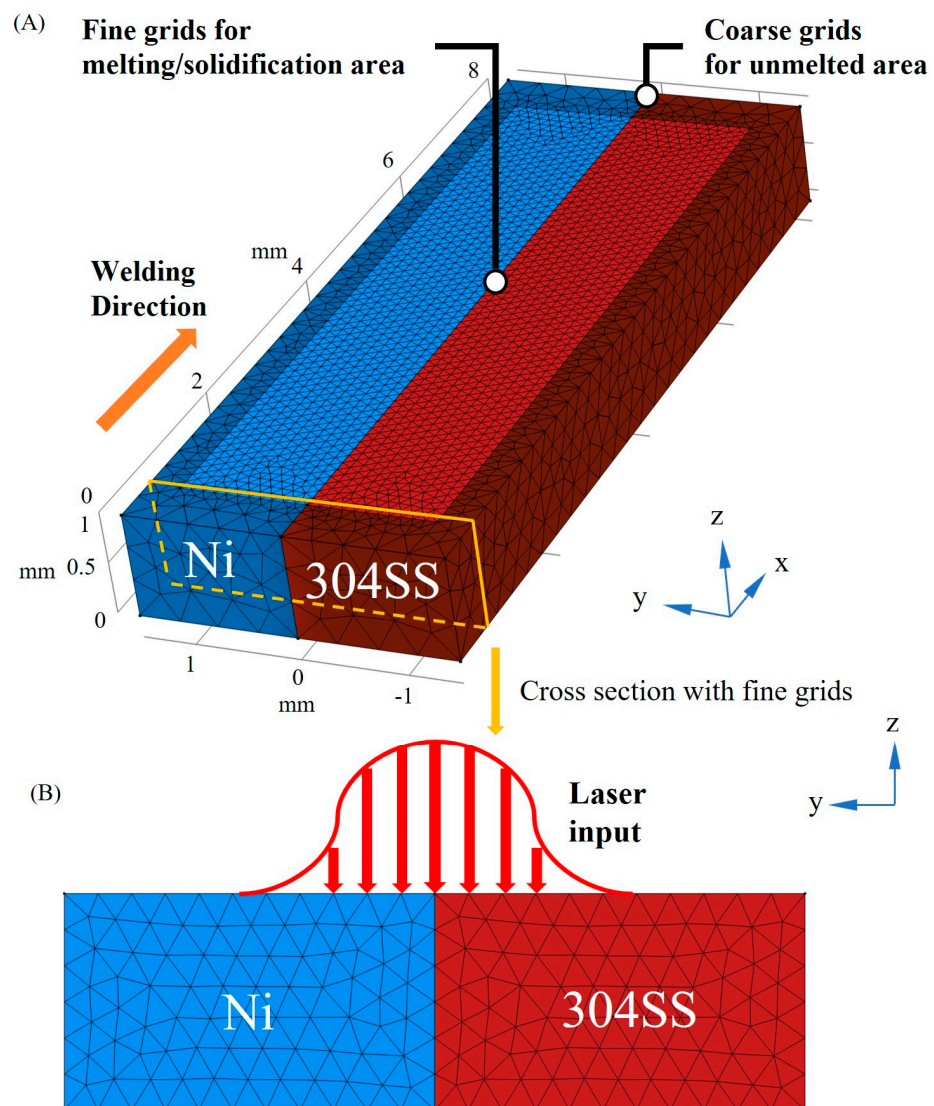 (A)
Fine grids for
melting/solidification area
Coarse grids
for unmelted area
8
6
mm
4
Welding
Direction
2
0
1
mm
0.5
0
Ni
304SS
1
0
-1
mm
z
x
y
Cross section with fine grids
(B)
Laser
input
z
y
Ni
304SS